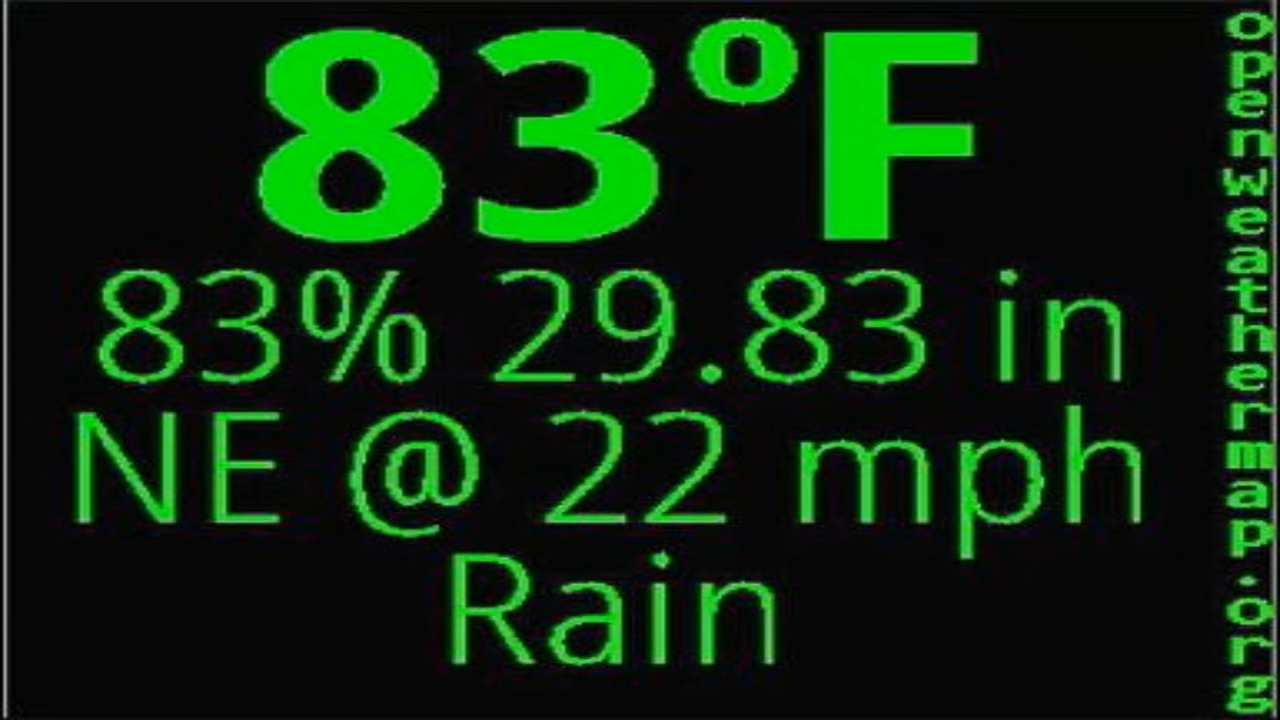 83°F
83% 29.83 in
NE @ 22 mph
Rain
openweathermap.org